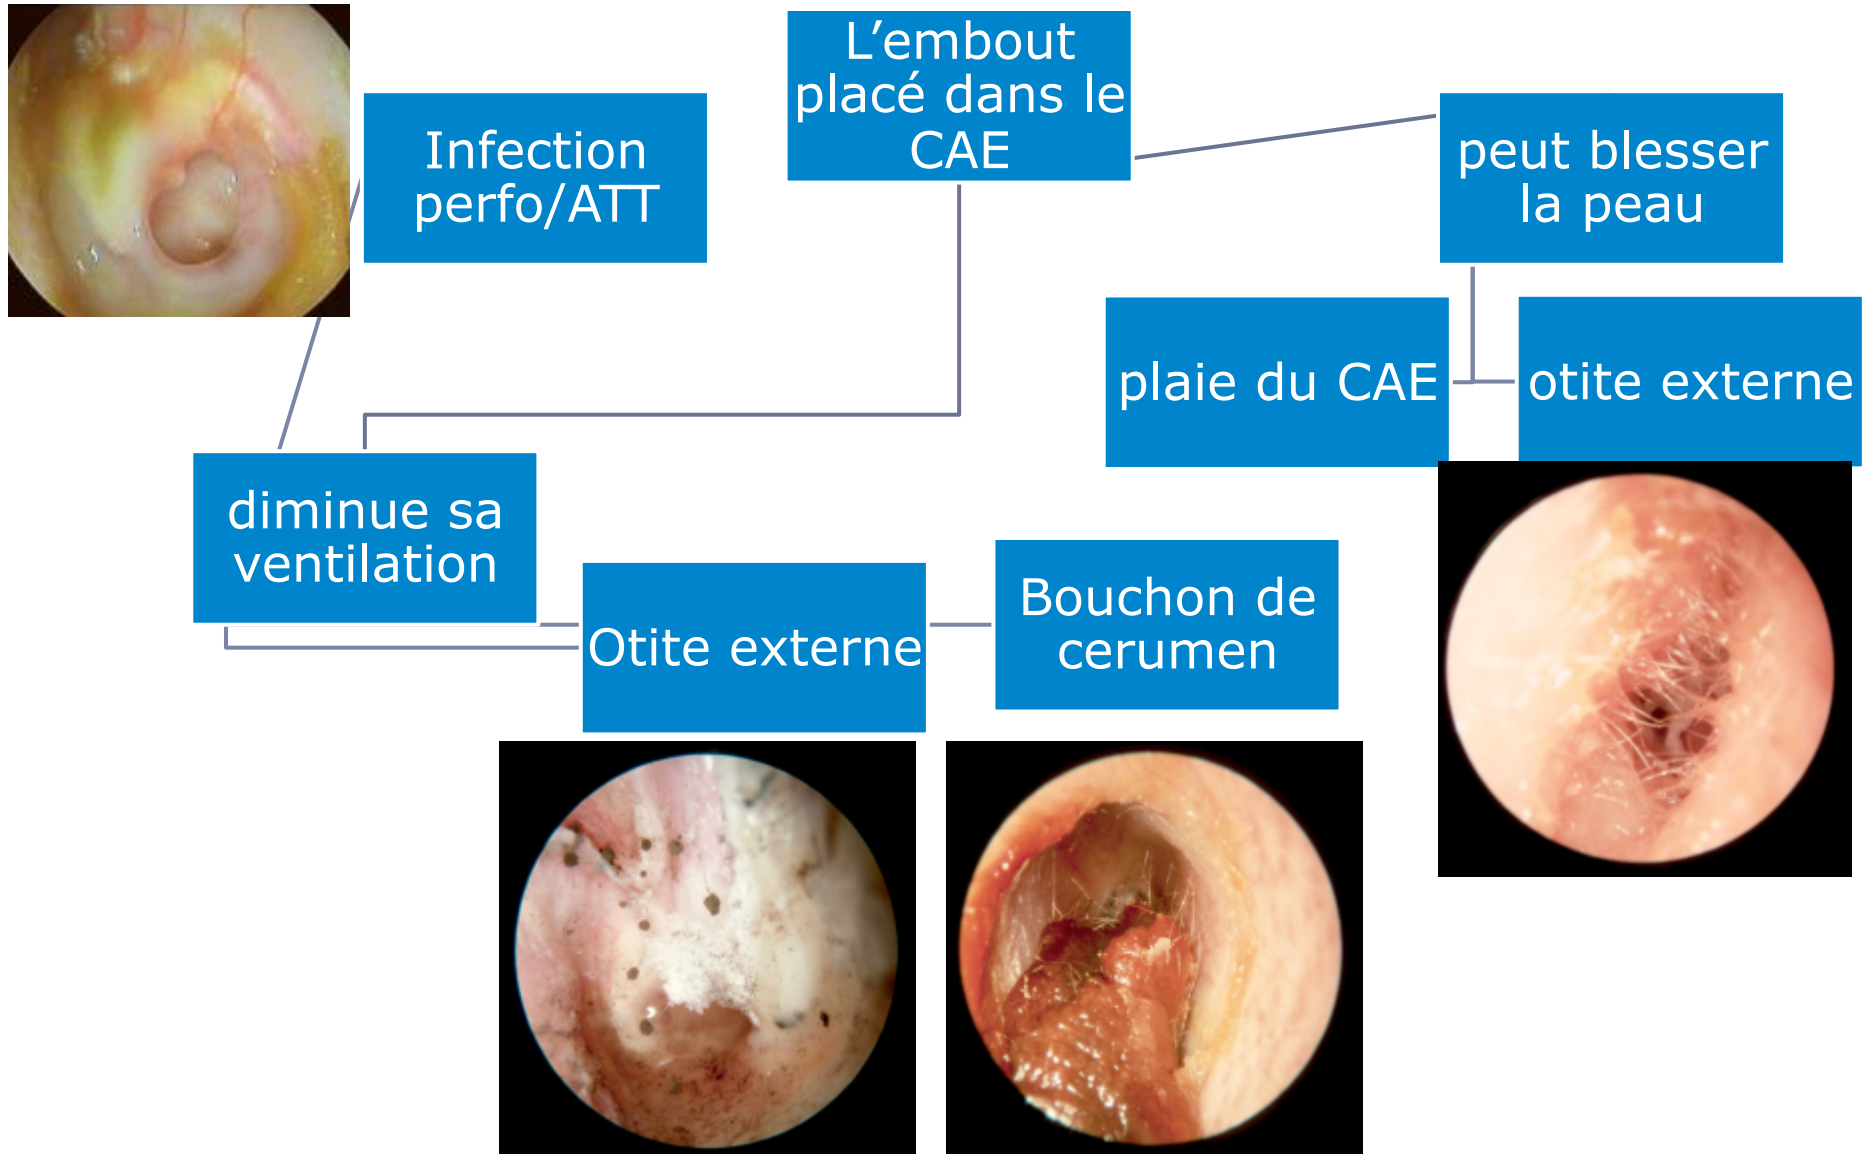 L’embout
placé dans le
CAE
Infection
perfo/ATT
peut blesser
la peau
plaie du CAE
otite externe
diminue sa
ventilation
Otite externe
Bouchon de
cerumen